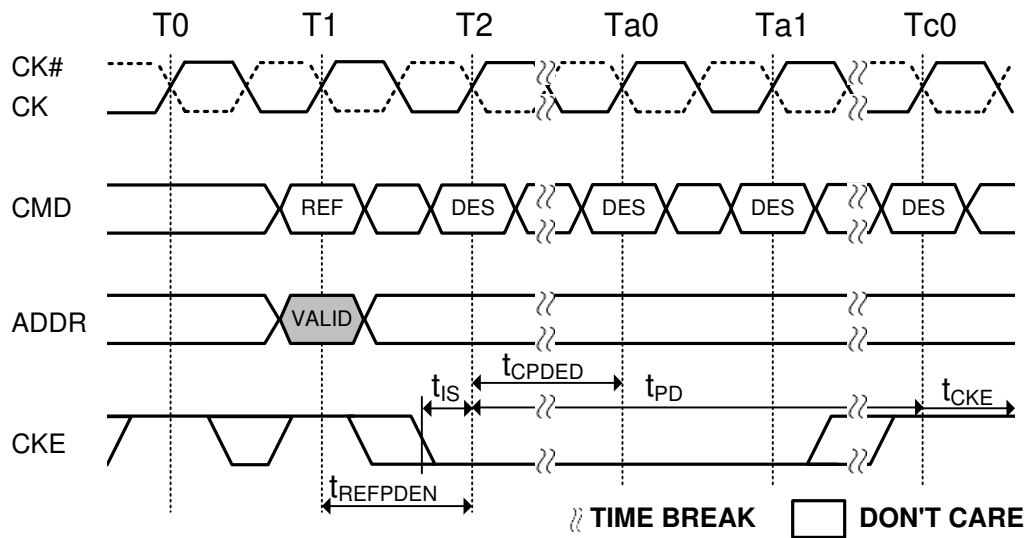 T0 T1 T2 Ta0 Ta1 Tc0
CK#
CK
CMD REF DES DES DES DES
ADDR VALID
tIS tCPDED tPD tCKE
CKE
tREFPDEN
TIME BREAK DON'T CARE